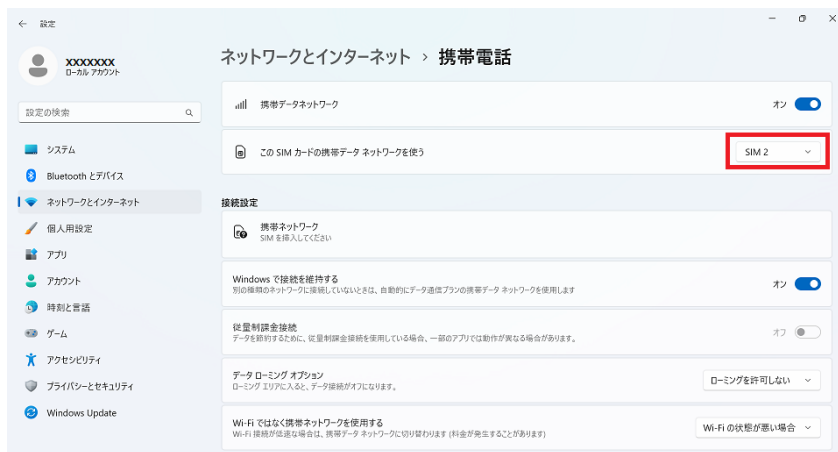 設定
XXXXXXX
ローカル アカウント
設定の検索
システム
Bluetooth とデバイス
ネットワークとインターネット
個人用設定
アプリ
アカウント
時刻と言語
ゲーム
アクセシビリティ
プライバシーとセキュリティ
Windows Update
ネットワークとインターネット › 携帯電話
携帯データネットワーク
オン
この SIM カードの携帯データ ネットワークを使う
SIM 2
接続設定
携帯ネットワーク
SIM を挿入してください
Windows で接続を維持する
別の種類のネットワークに接続していないときは、自動的にデータ通信プランの携帯データ ネットワークを使用します
オン
従量制課金接続
データを節約するために、従量制課金接続を使用している場合、一部のアプリでは動作が異なる場合があります。
オフ
データ ローミング オプション
ローミング エリアに入ると、データ接続がオフになります。
ローミングを許可しない
Wi-Fi ではなく携帯ネットワークを使用する
Wi-Fi 接続が低速な場合は、携帯データ ネットワークに切り替わります (料金が発生することがあります)
Wi-Fi の状態が悪い場合